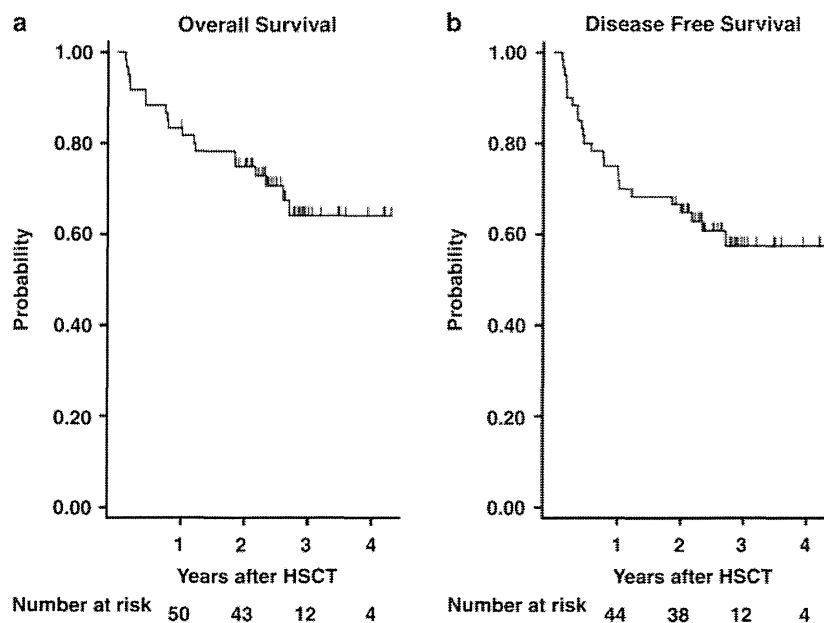 a Overall Survival
1.00
0.80
0.60
0.40
0.20
0.00
Probability
1 2 3 4
Years after HSCT
Number at risk 50 43 12 4
b Disease Free Survival
1.00
0.80
0.60
0.40
0.20
0.00
Probability
1 2 3 4
Years after HSCT
Number at risk 44 38 12 4